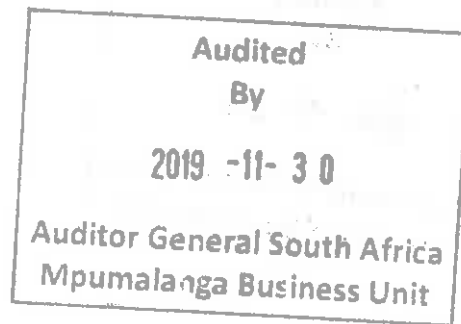 Audited
By
2019 -11- 30
Auditor General South Africa
Mpumalanga Business Unit